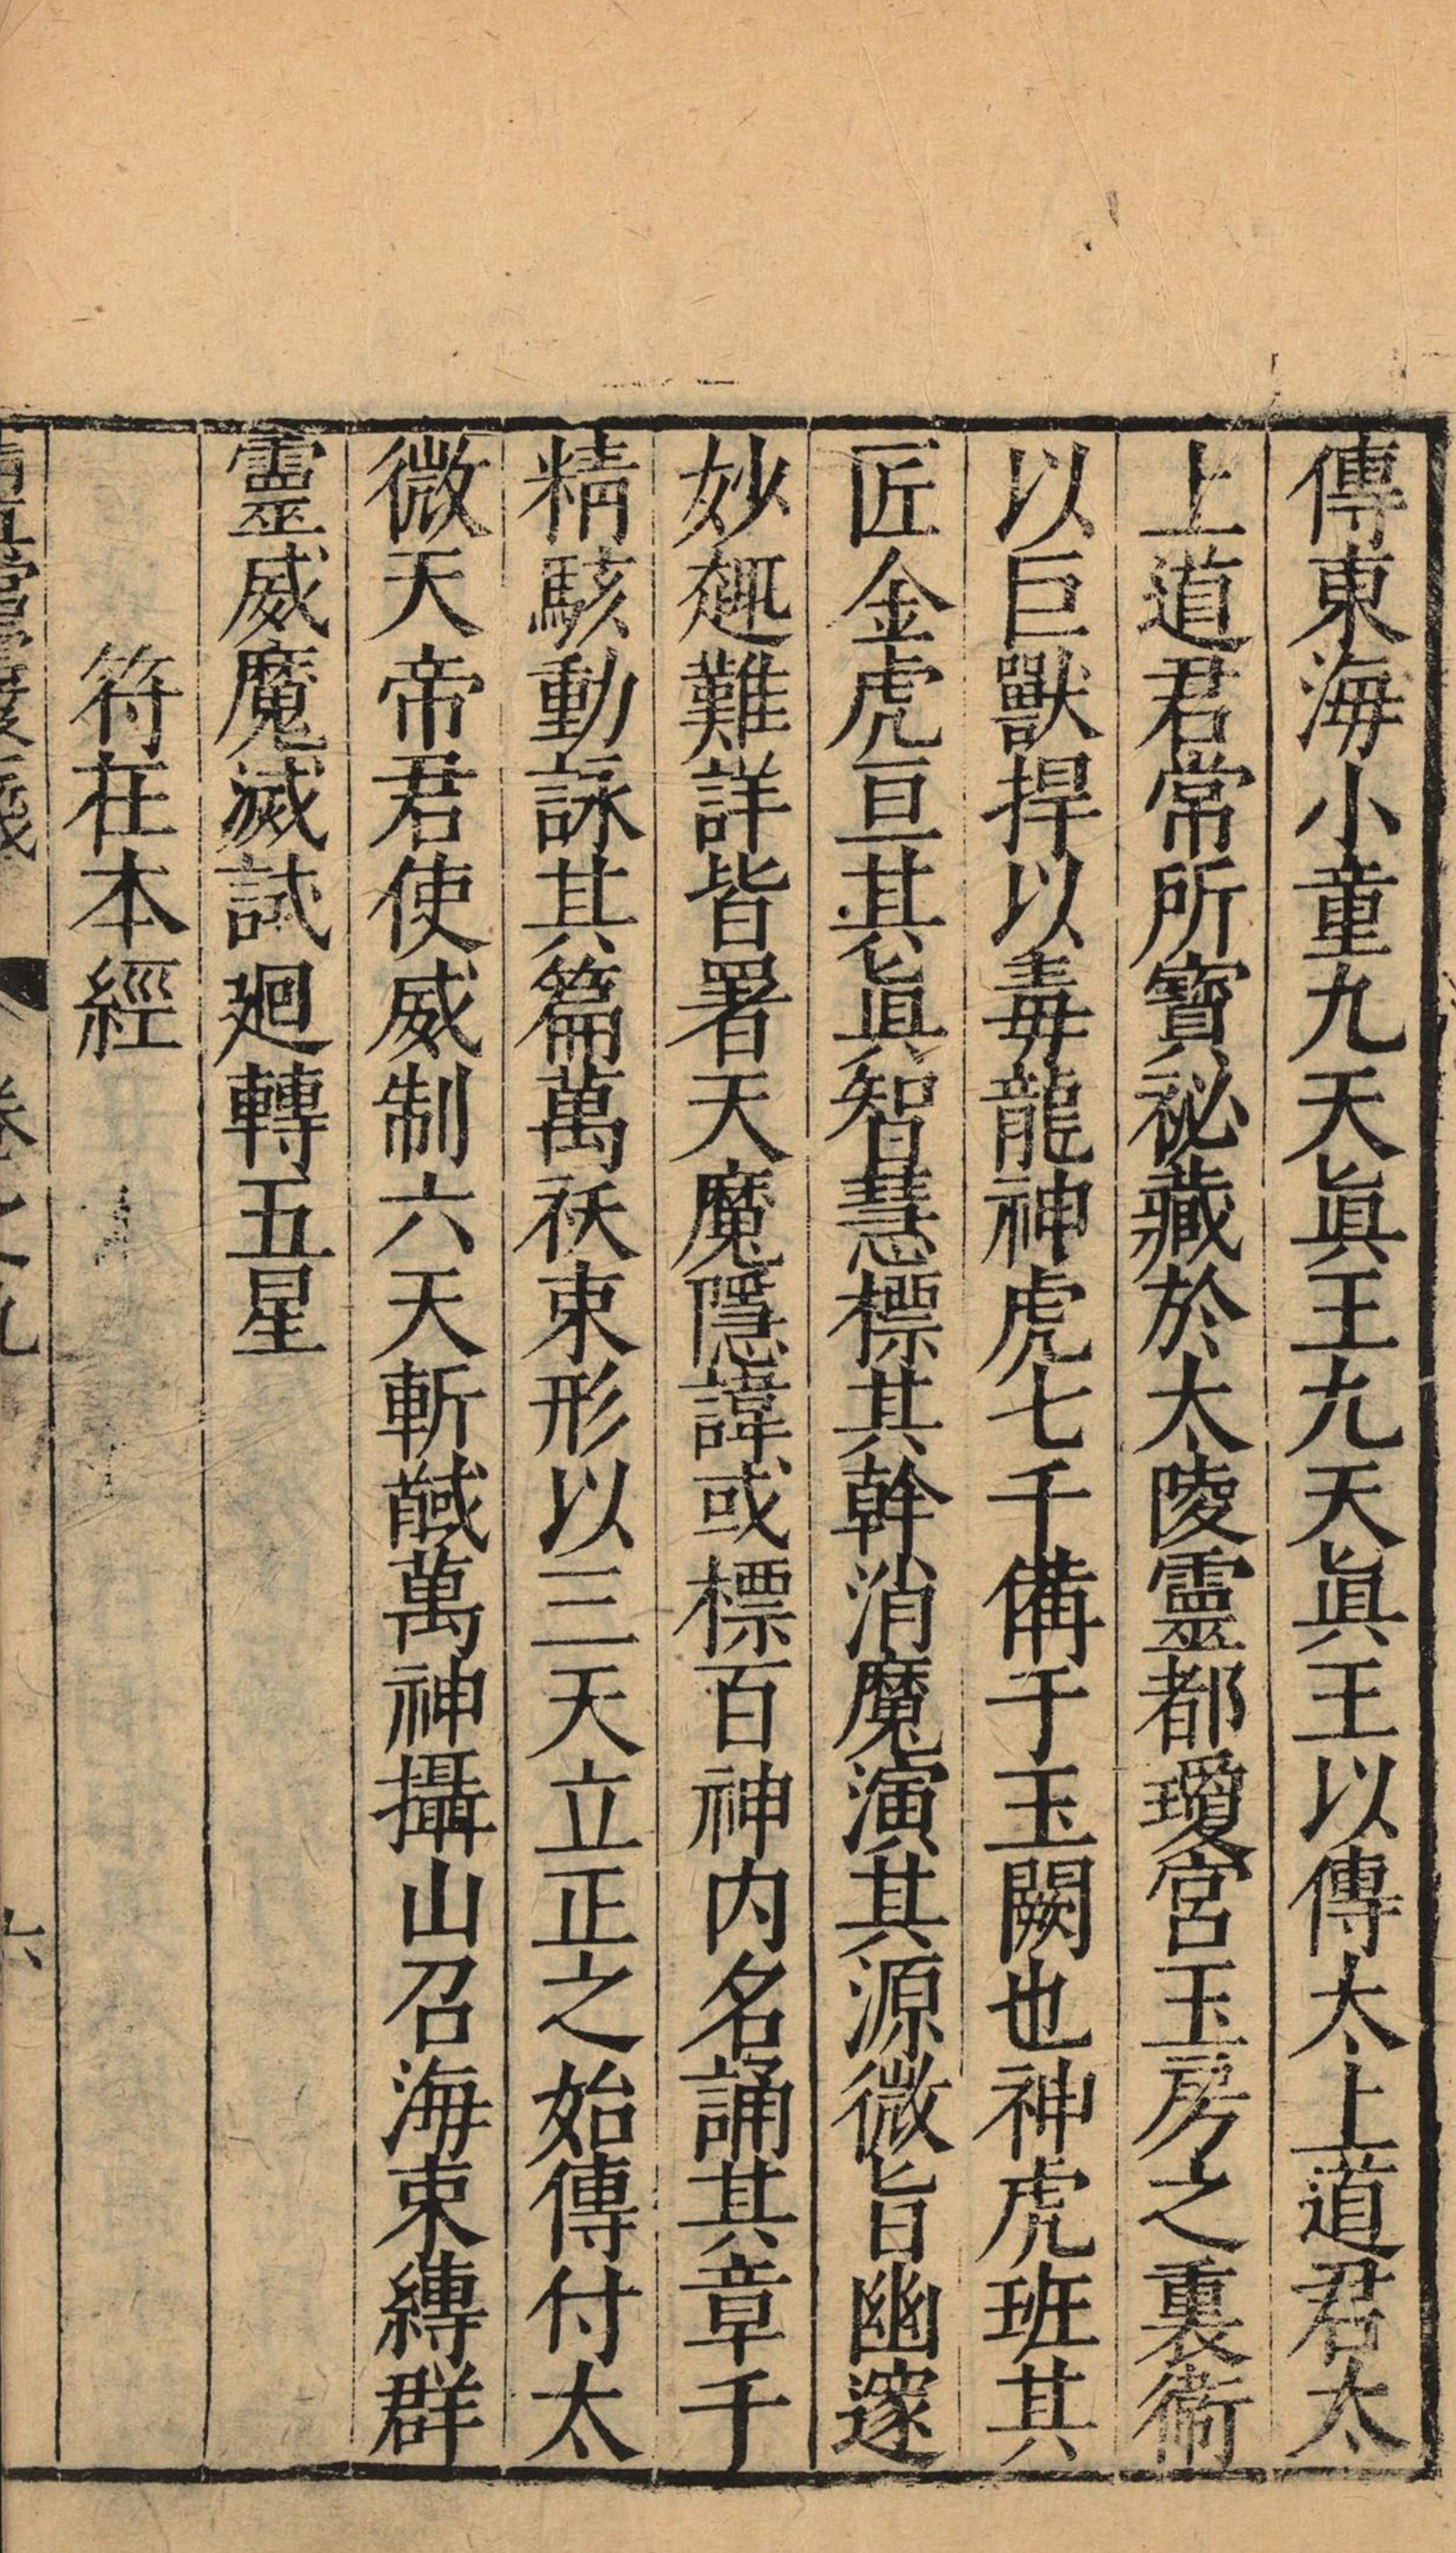 傳東海小童九天眞王九天眞王以傳太上道君太
上道君常所寶祕藏於太陵靈都瓊宮玉房之裏衞
以巨獸捍以毒龍神虎七千備于玉闕也神虎班其
匠金虎亘其眞智慧標其幹消魔演其源微旨幽邃
妙趣難詳皆署天魔隱諱或標百神内名誦其章千
精駭動詠其篇萬祅束形以三天立正之始傳付太
微天帝君使威制六天斬馘萬神攝山召海束縛群
靈威魔滅試廻轉五星
符在本經
卷之九
六